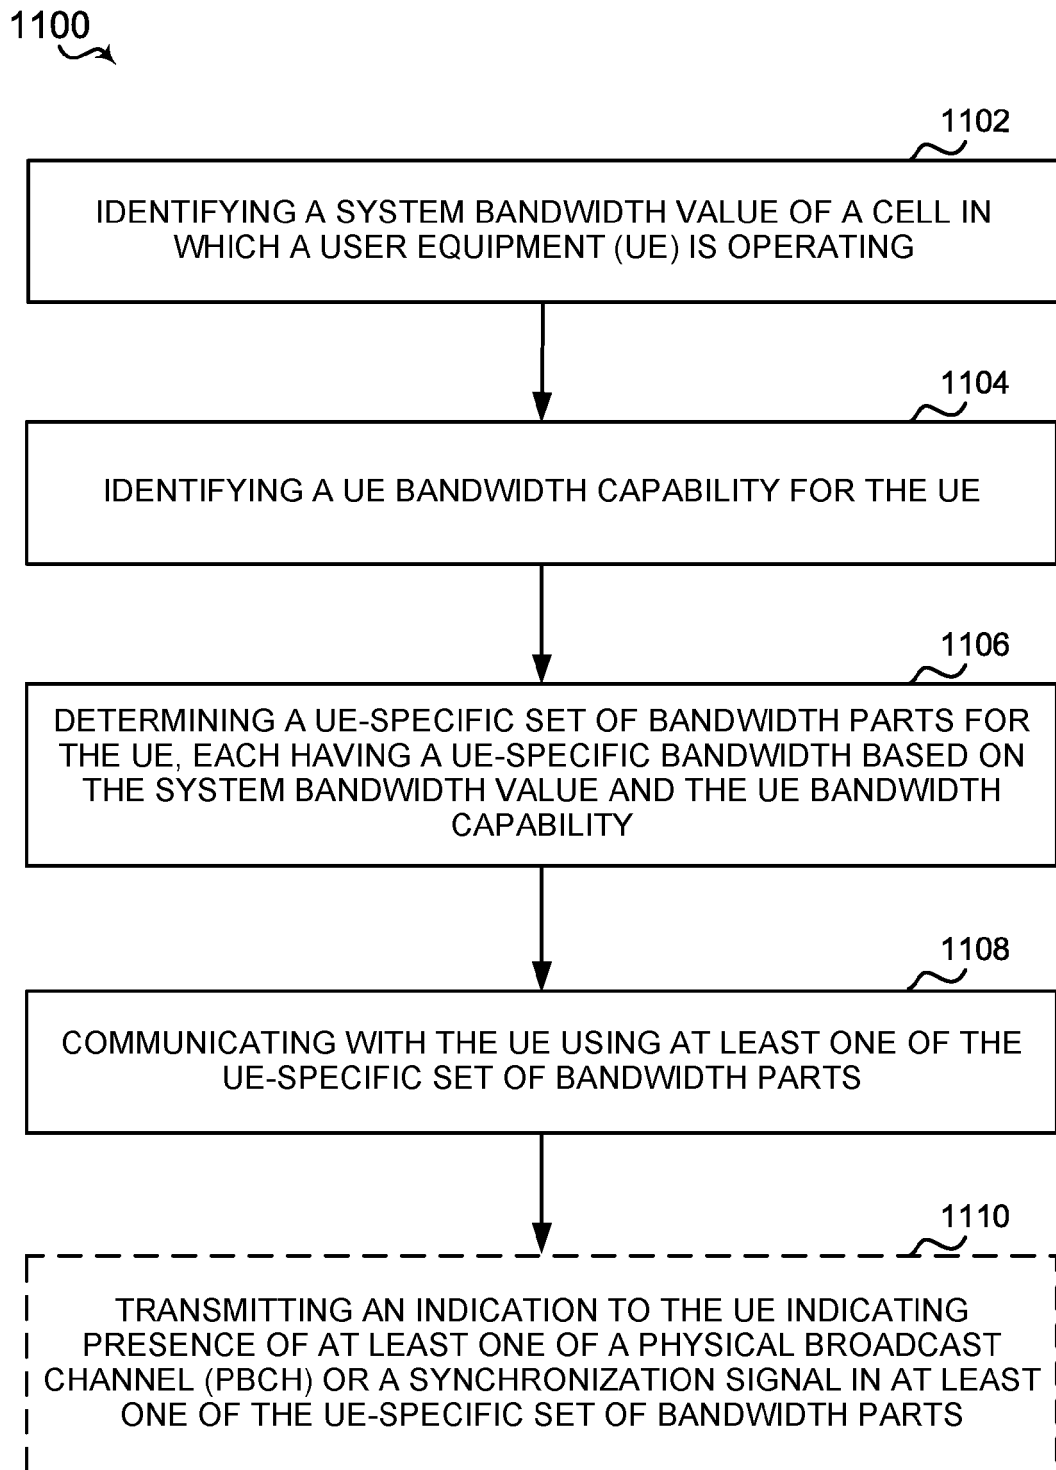 1100
1102
IDENTIFYING A SYSTEM BANDWIDTH VALUE OF A CELL IN
WHICH A USER EQUIPMENT (UE) IS OPERATING
1104
IDENTIFYING A UE BANDWIDTH CAPABILITY FOR THE UE
1106
DETERMINING A UE-SPECIFIC SET OF BANDWIDTH PARTS FOR
THE UE, EACH HAVING A UE-SPECIFIC BANDWIDTH BASED ON
THE SYSTEM BANDWIDTH VALUE AND THE UE BANDWIDTH
CAPABILITY
1108
COMMUNICATING WITH THE UE USING AT LEAST ONE OF THE
UE-SPECIFIC SET OF BANDWIDTH PARTS
1110
TRANSMITTING AN INDICATION TO THE UE INDICATING
PRESENCE OF AT LEAST ONE OF A PHYSICAL BROADCAST
CHANNEL (PBCH) OR A SYNCHRONIZATION SIGNAL IN AT LEAST
ONE OF THE UE-SPECIFIC SET OF BANDWIDTH PARTS